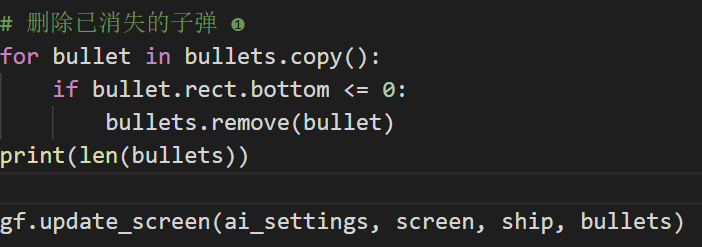 # 删除已消失的子弹 ❶
for bullet in bullets.copy():
    if bullet.rect.bottom <= 0:
        bullets.remove(bullet)
print(len(bullets))

gf.update_screen(ai_settings, screen, ship, bullets)